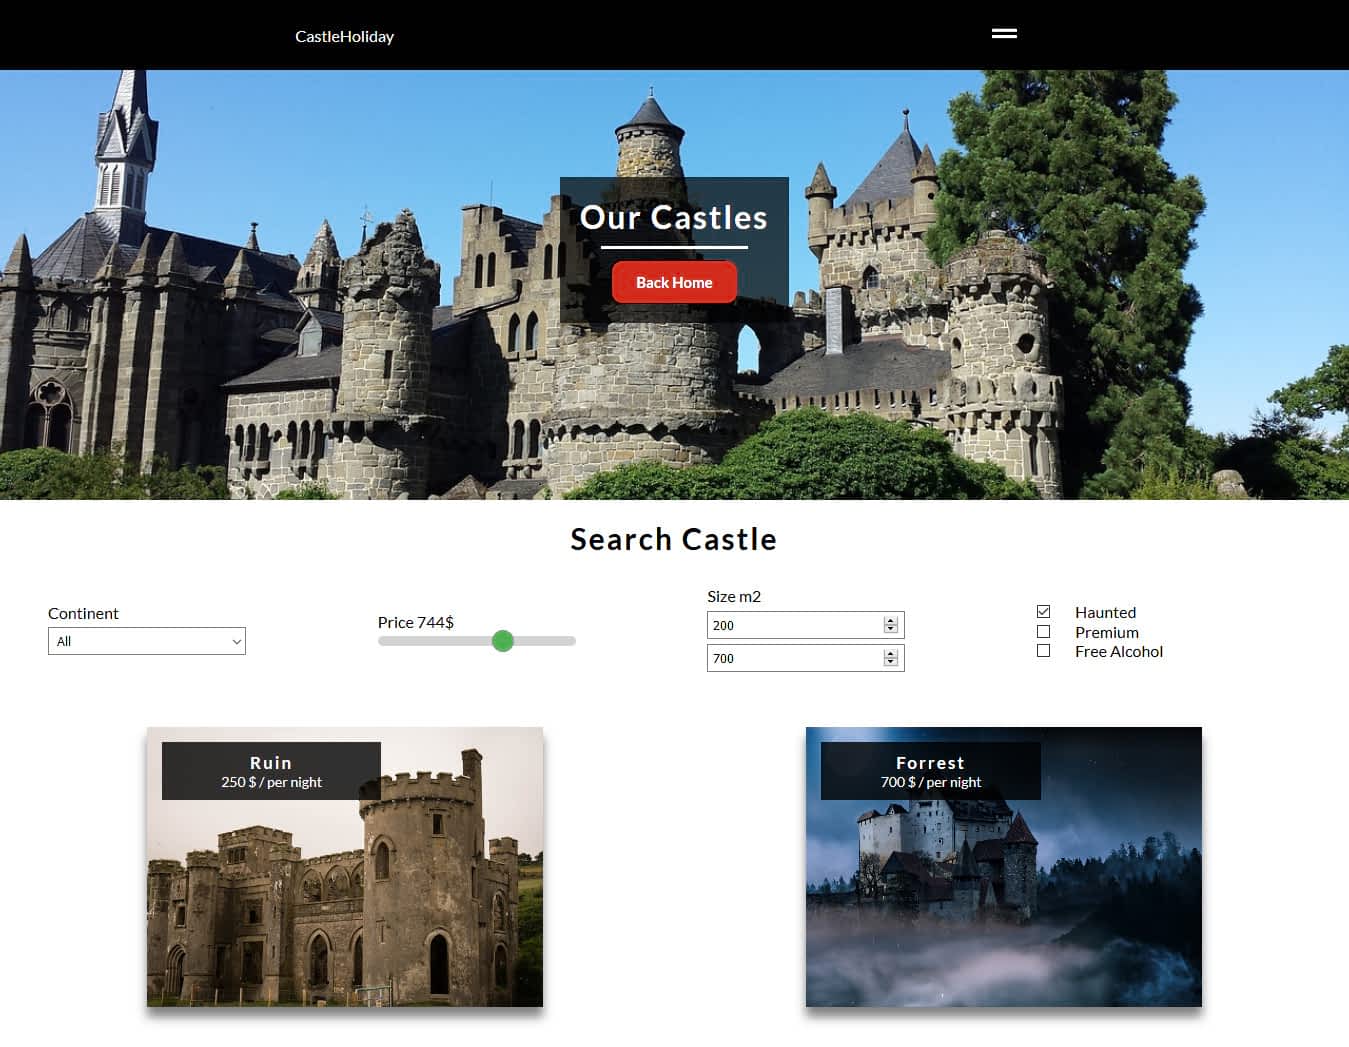 CastleHoliday
Our Castles
Back Home
Search Castle
Continent
All
Price 744$
Size m2
200
700
Haunted
Premium
Free Alcohol
Ruin
250 $ / per night
Forrest
700 $ / per night